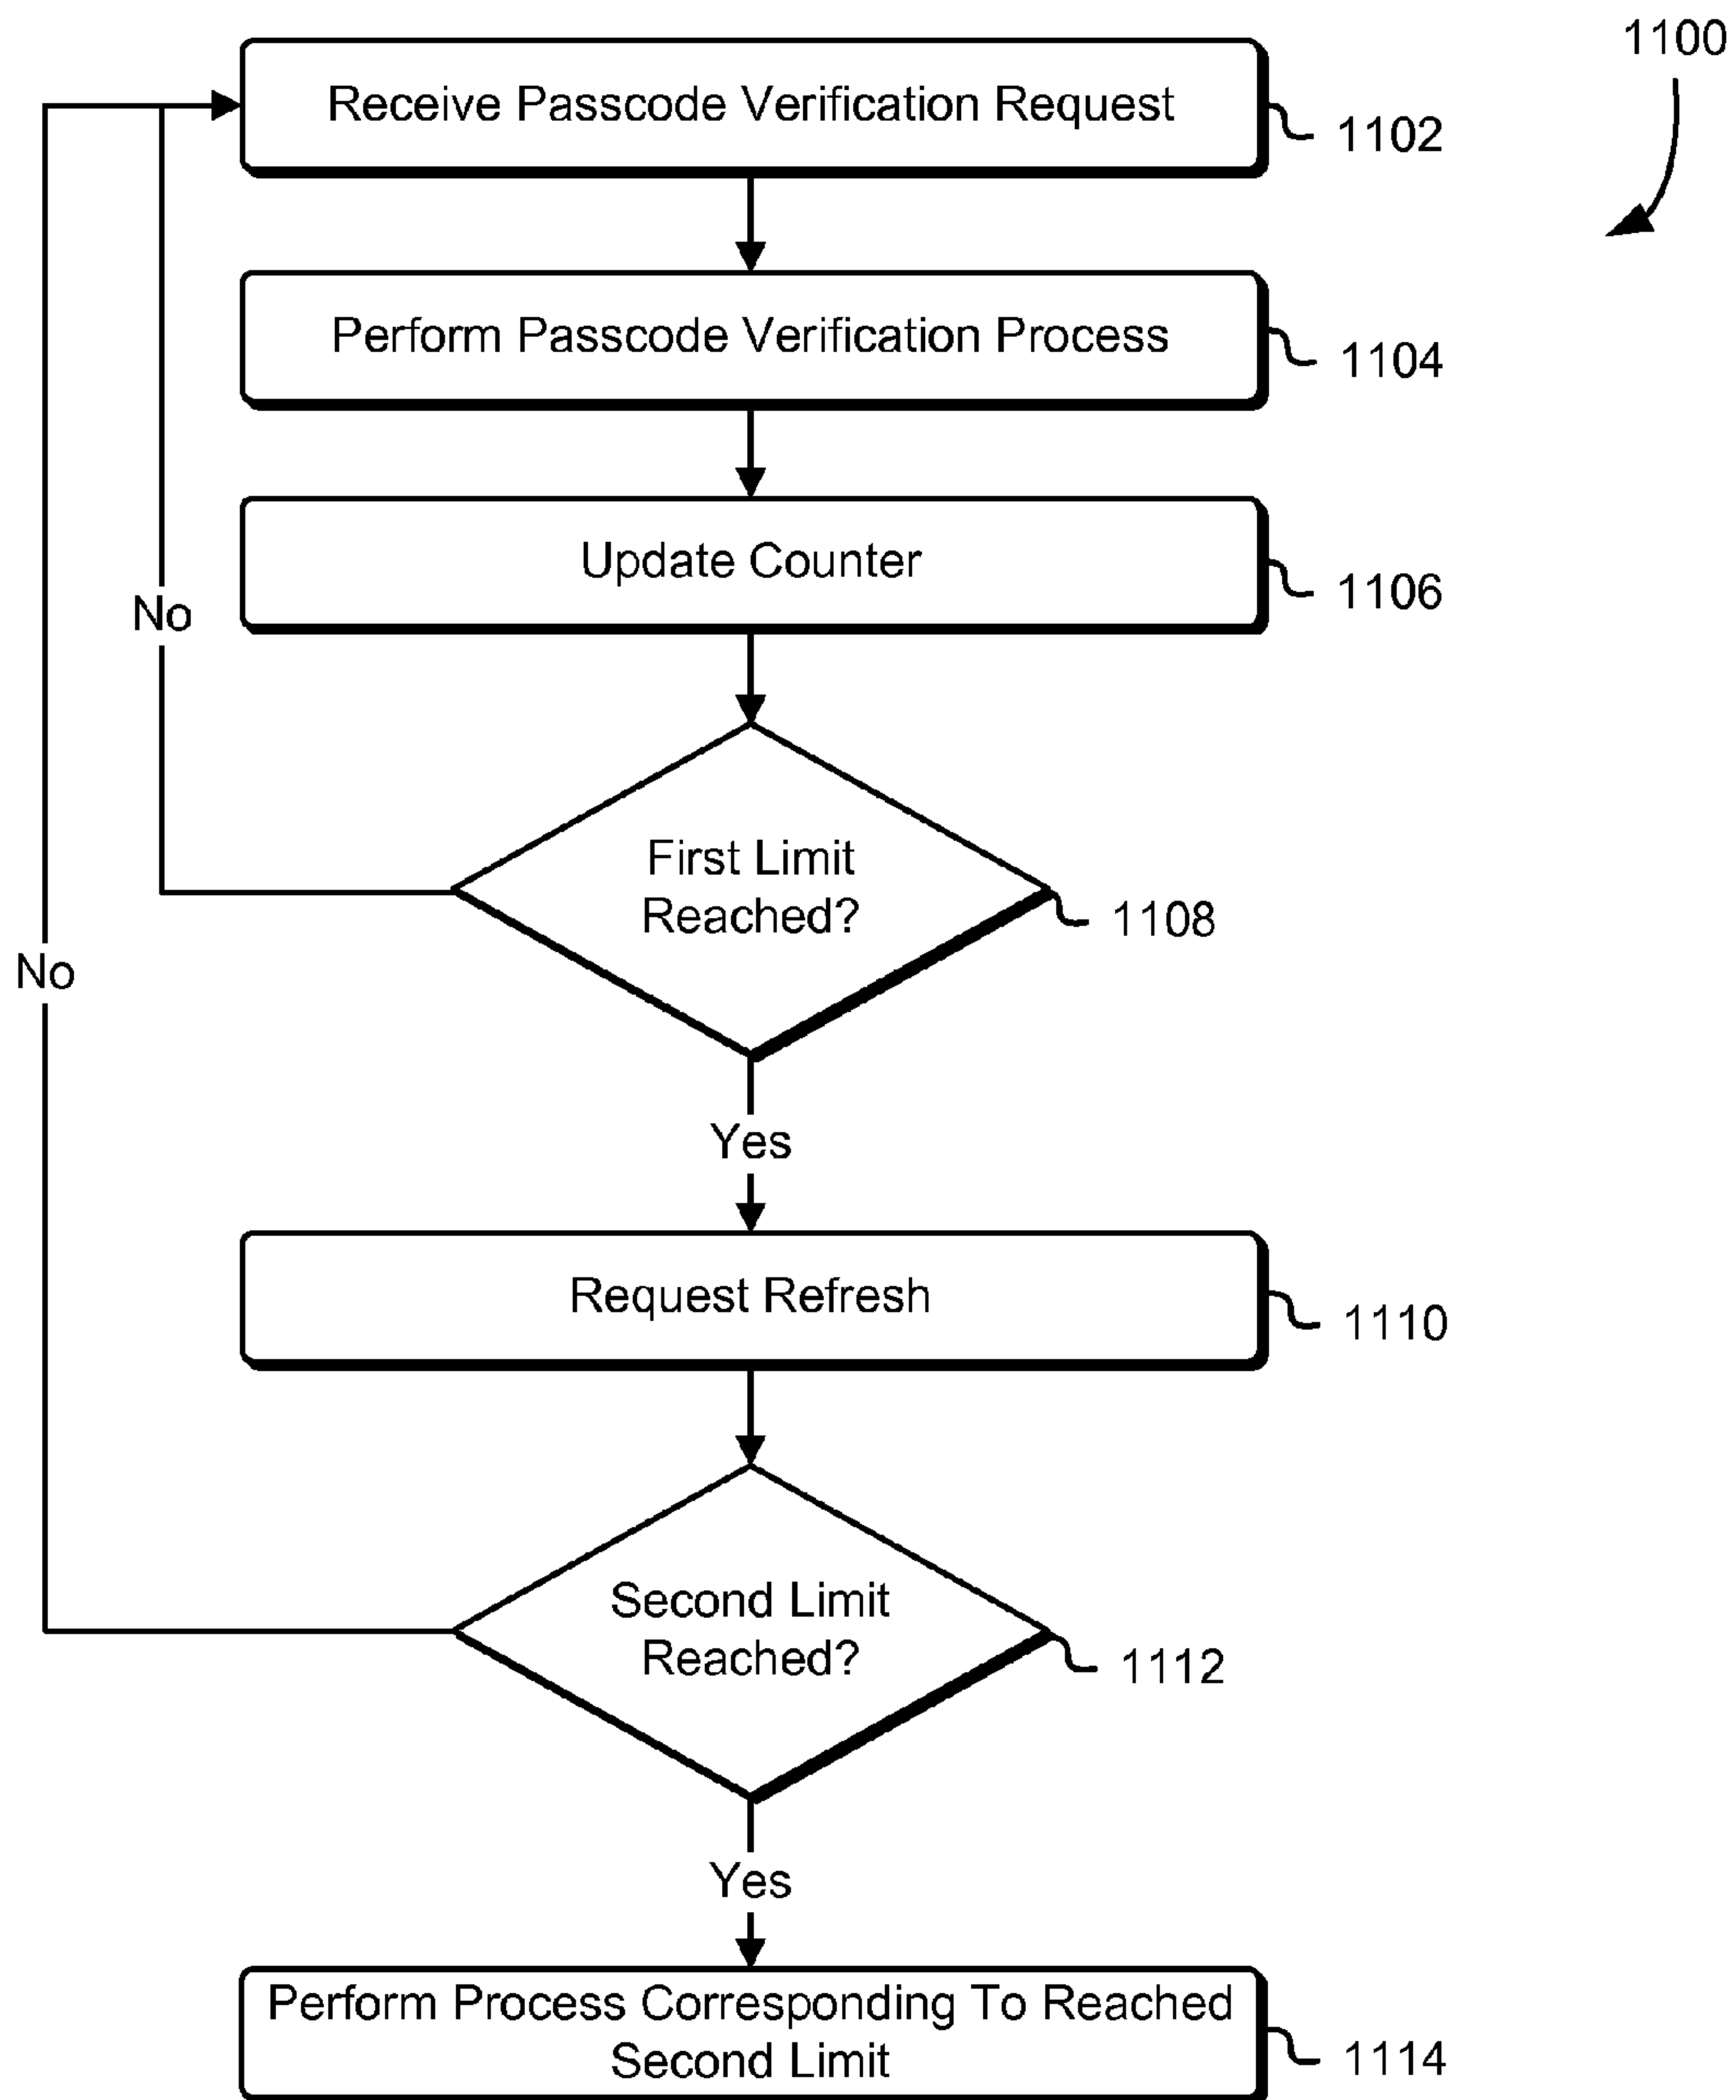 1100
Receive Passcode Verification Request
1102
Perform Passcode Verification Process
1104
Update Counter
1106
No
First Limit
Reached?
1108
No
Yes
Request Refresh
1110
Second Limit
Reached?
1112
Yes
Perform Process Corresponding To Reached
Second Limit
1114